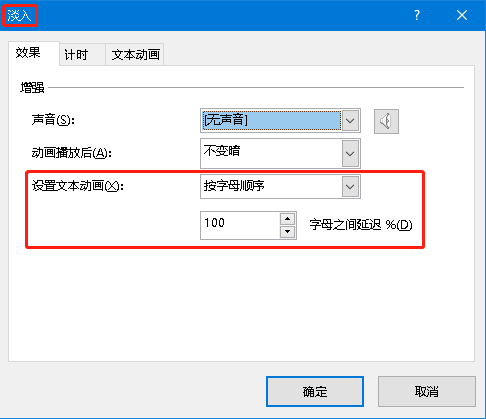 淡入
效果 计时 文本动画
增强
声音(S): [无声音]
动画播放后(A): 不变暗
设置文本动画(X): 按字母顺序
100 字母之间延迟 %(D)
确定 取消